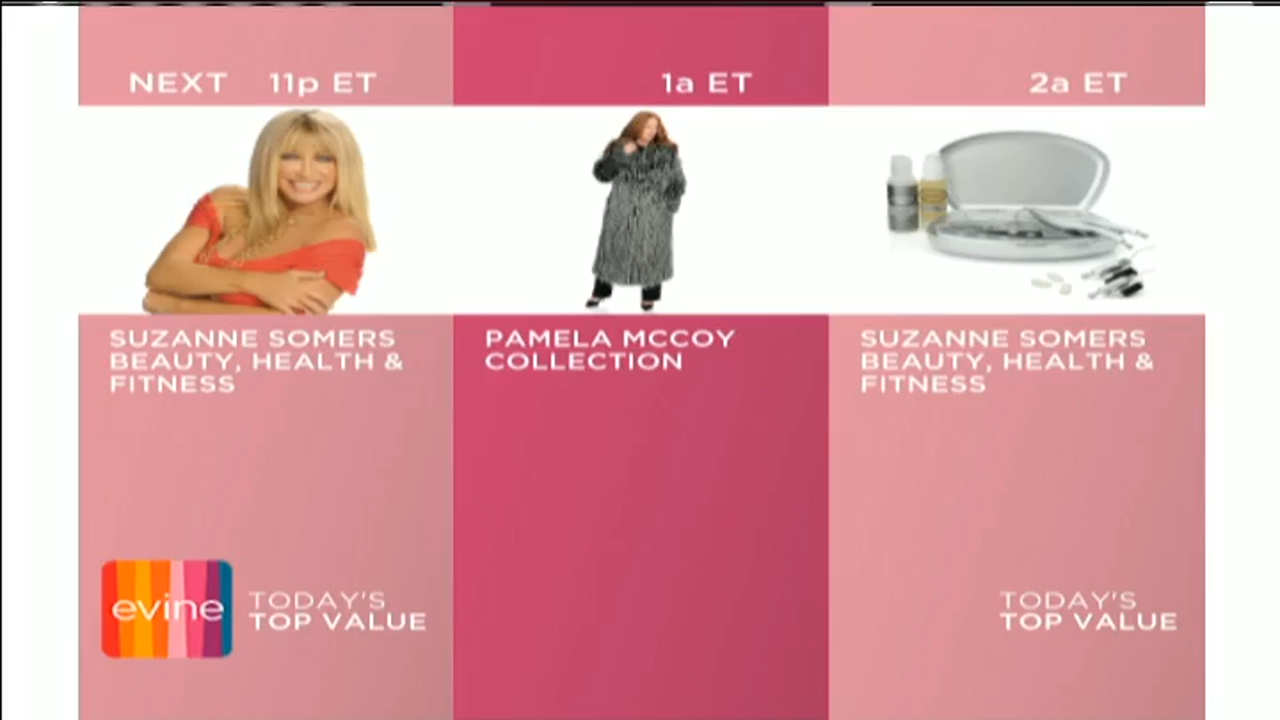 NEXT 11p ET
1a ET
2a ET
SUZANNE SOMERS
BEAUTY, HEALTH &
FITNESS
PAMELA MCCOY
COLLECTION
SUZANNE SOMERS
BEAUTY, HEALTH &
FITNESS
evine
TODAY'S
TOP VALUE
TODAY'S
TOP VALUE